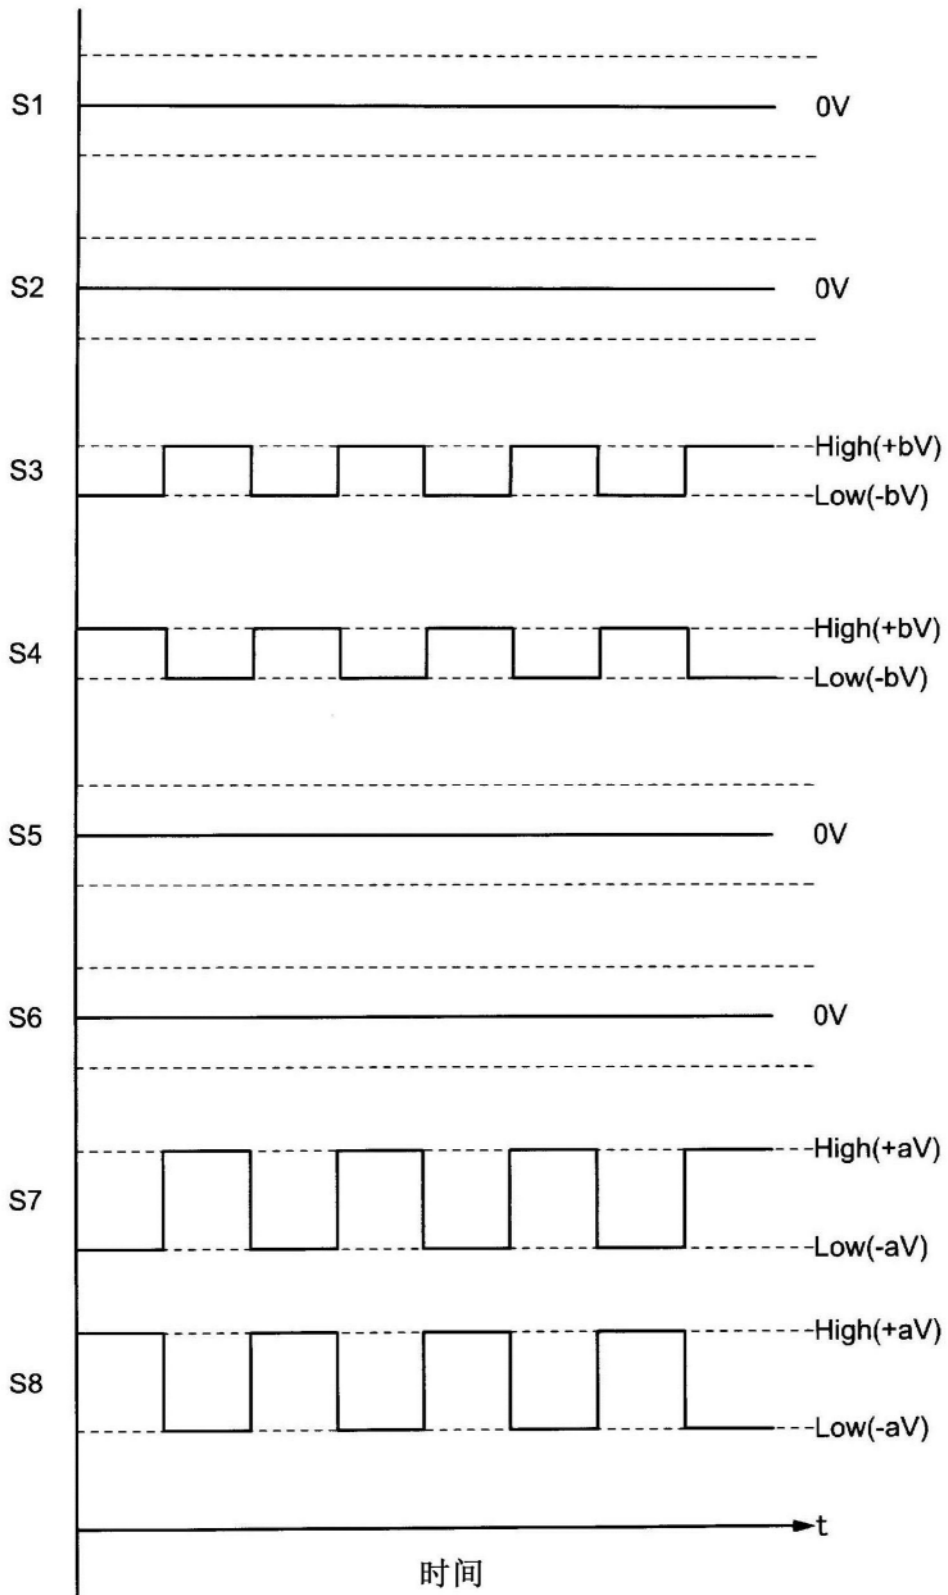 S1 0V
S2 0V
S3 High(+bV)
Low(-bV)
S4 High(+bV)
Low(-bV)
S5 0V
S6 0V
S7 High(+aV)
Low(-aV)
S8 High(+aV)
Low(-aV)
t
时间